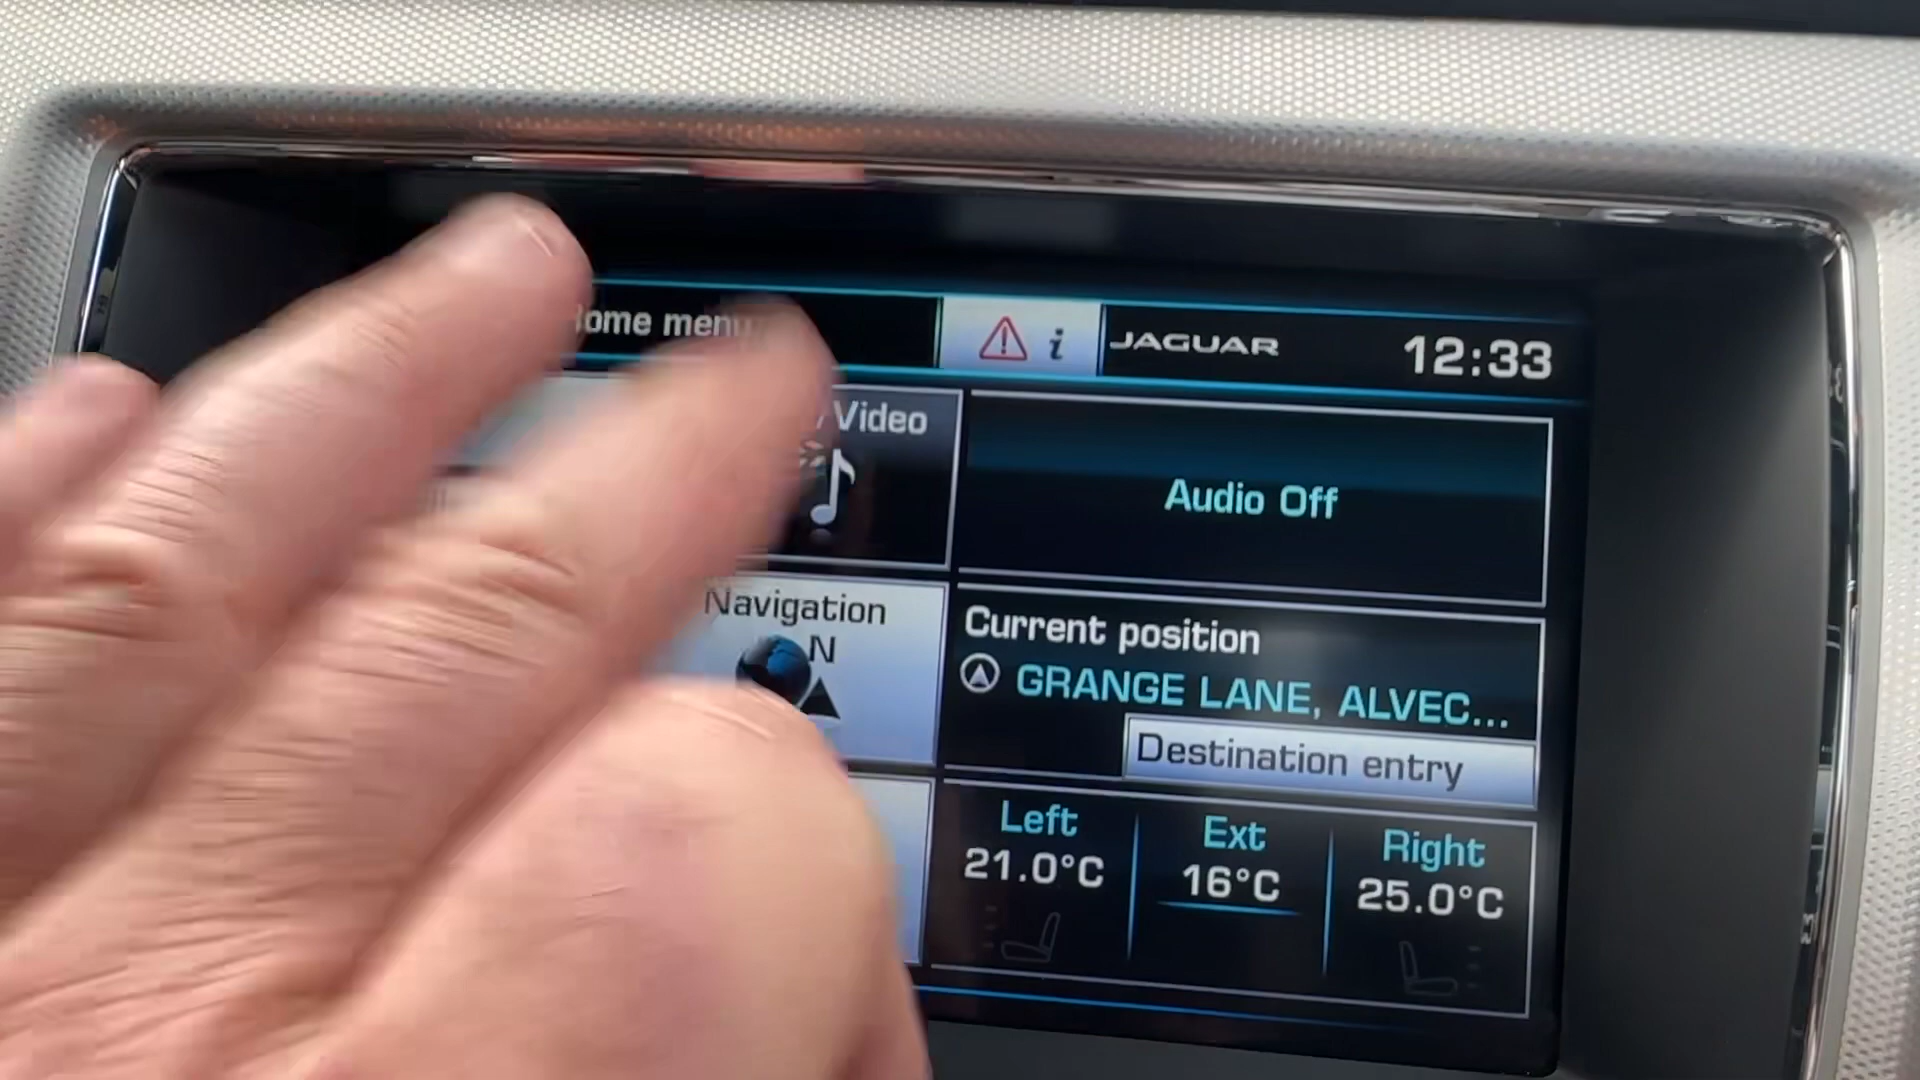 Home menu
i
JAGUAR
12:33
/Video
Audio Off
Navigation
N
Current position
GRANGE LANE, ALVEC...
Destination entry
Left
Ext
Right
21.0°C
16°C
25.0°C